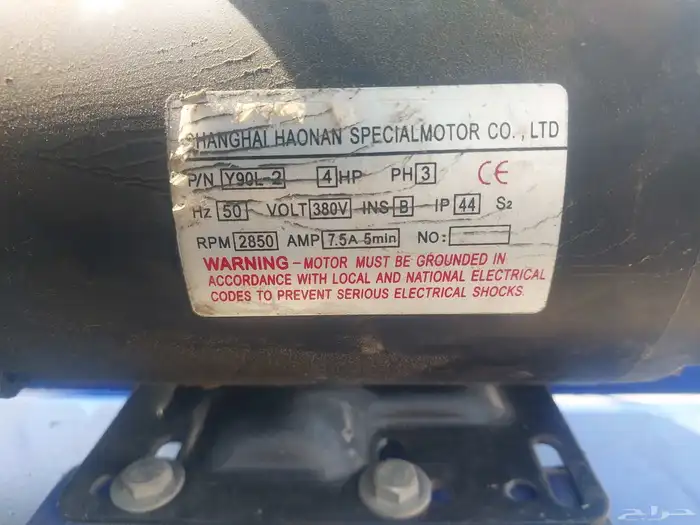 SHANGHAI HAONAN SPECIALMOTOR CO., LTD
P/N Y90L-2 4 HP PH 3 CE
Hz 50 VOLT 380V INS B IP 44 S2
RPM 2850 AMP 7.5A 5min NO:
WARNING - MOTOR MUST BE GROUNDED IN
ACCORDANCE WITH LOCAL AND NATIONAL ELECTRICAL
CODES TO PREVENT SERIOUS ELECTRICAL SHOCKS.
حراج